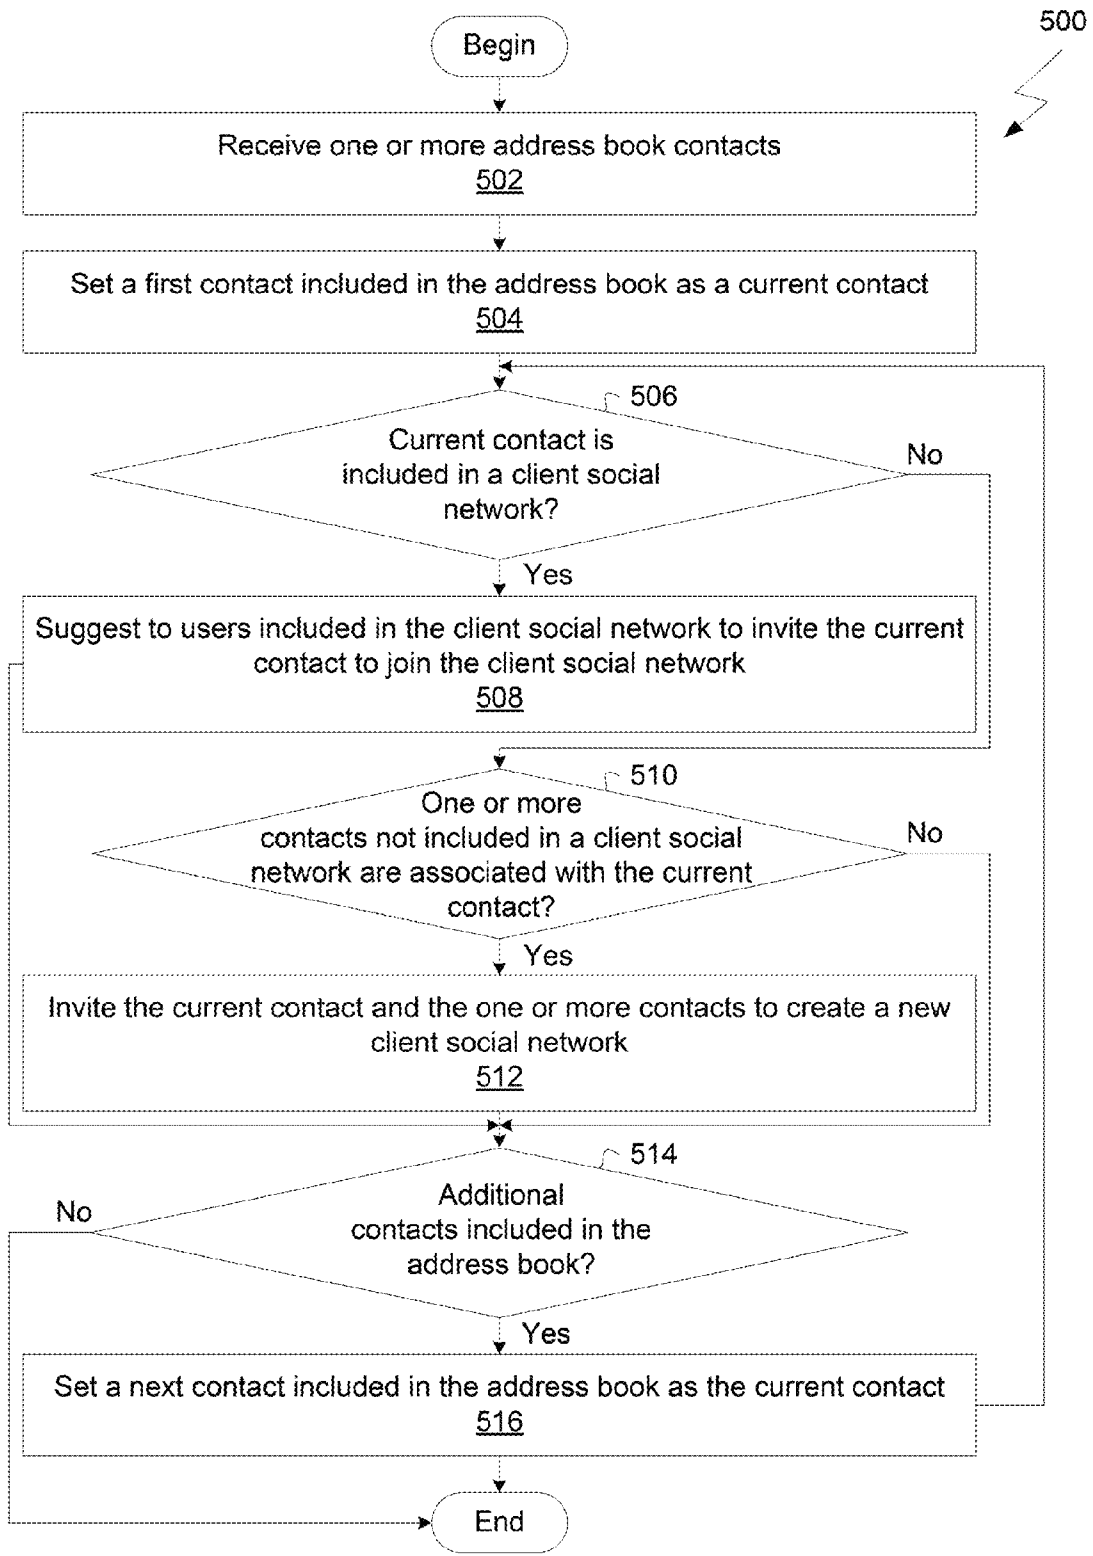 500
Begin
Receive one or more address book contacts
502
Set a first contact included in the address book as a current contact
504
506
Current contact is
included in a client social
network?
No
Yes
Suggest to users included in the client social network to invite the current
contact to join the client social network
508
510
One or more
contacts not included in a client social
network are associated with the current
contact?
No
Yes
Invite the current contact and the one or more contacts to create a new
client social network
512
514
Additional
contacts included in the
address book?
No
Yes
Set a next contact included in the address book as the current contact
516
End